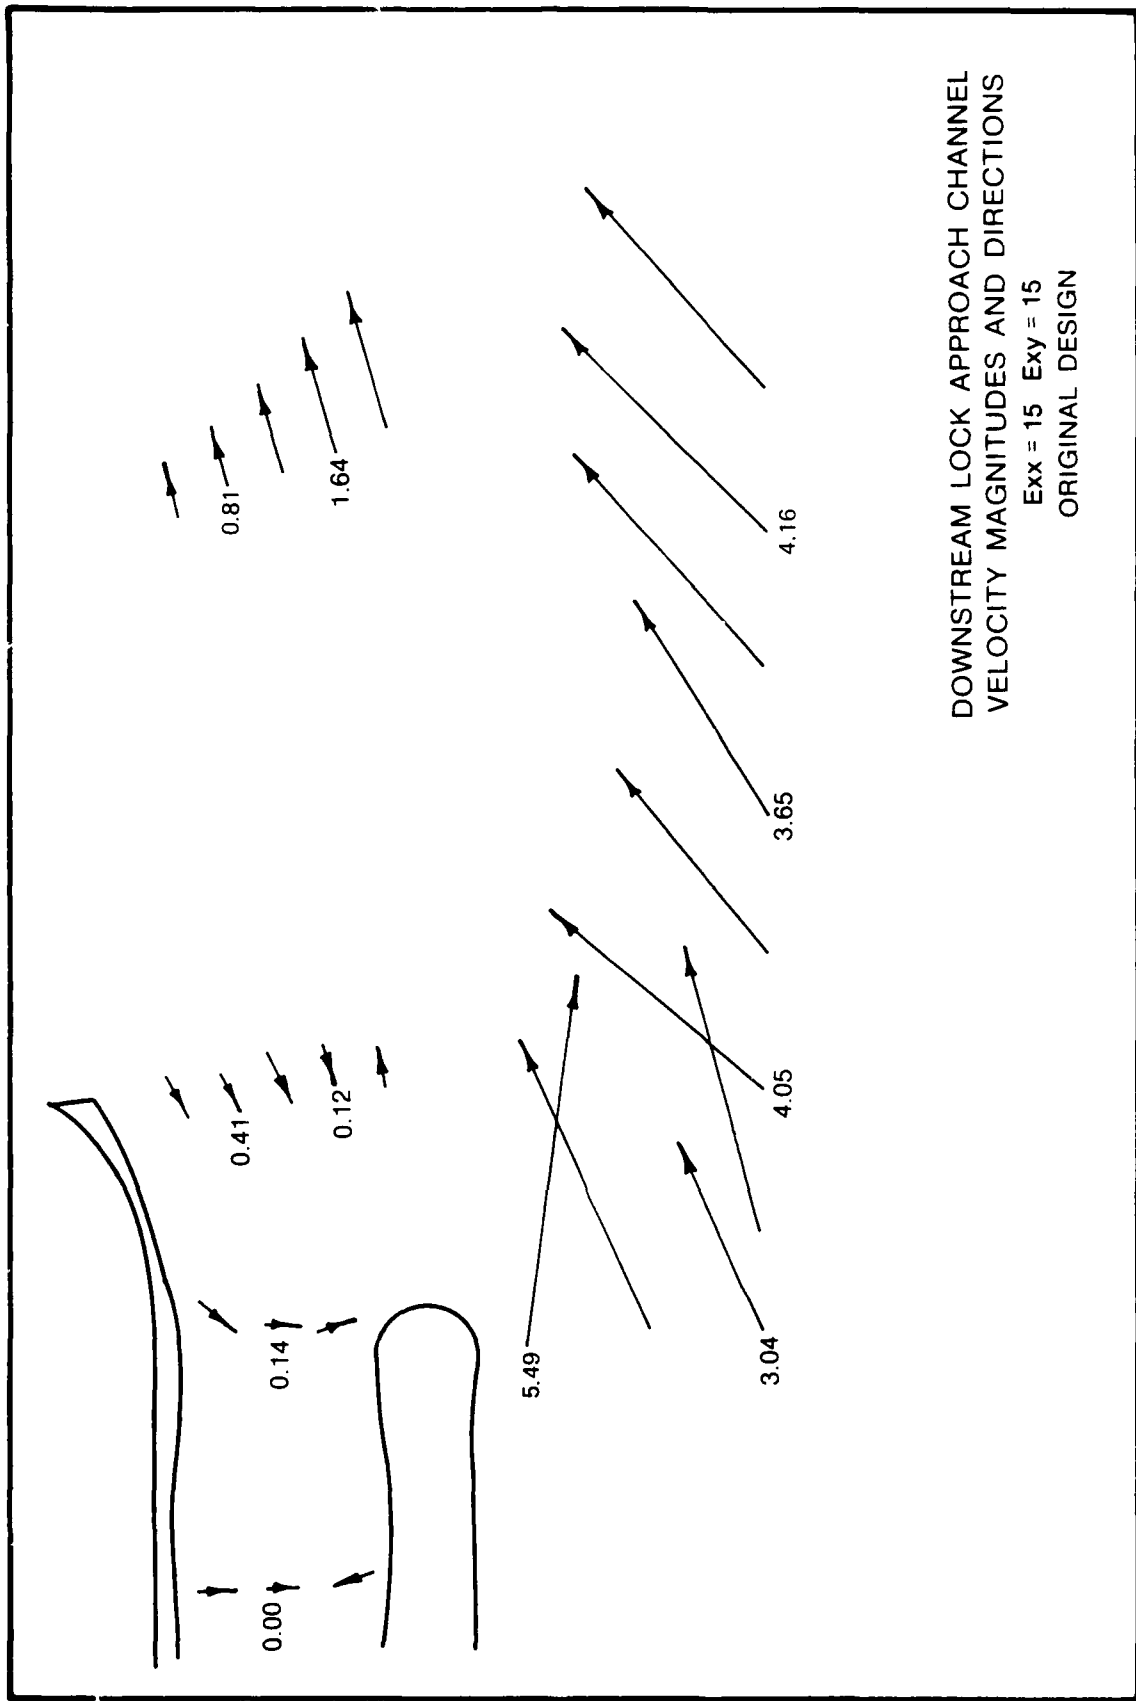 0.81
1.64
0.41
0.12
0.14
0.00
5.49
3.04
4.05
3.65
4.16
DOWNSTREAM LOCK APPROACH CHANNEL
VELOCITY MAGNITUDES AND DIRECTIONS
Exx = 15 Exy = 15
ORIGINAL DESIGN